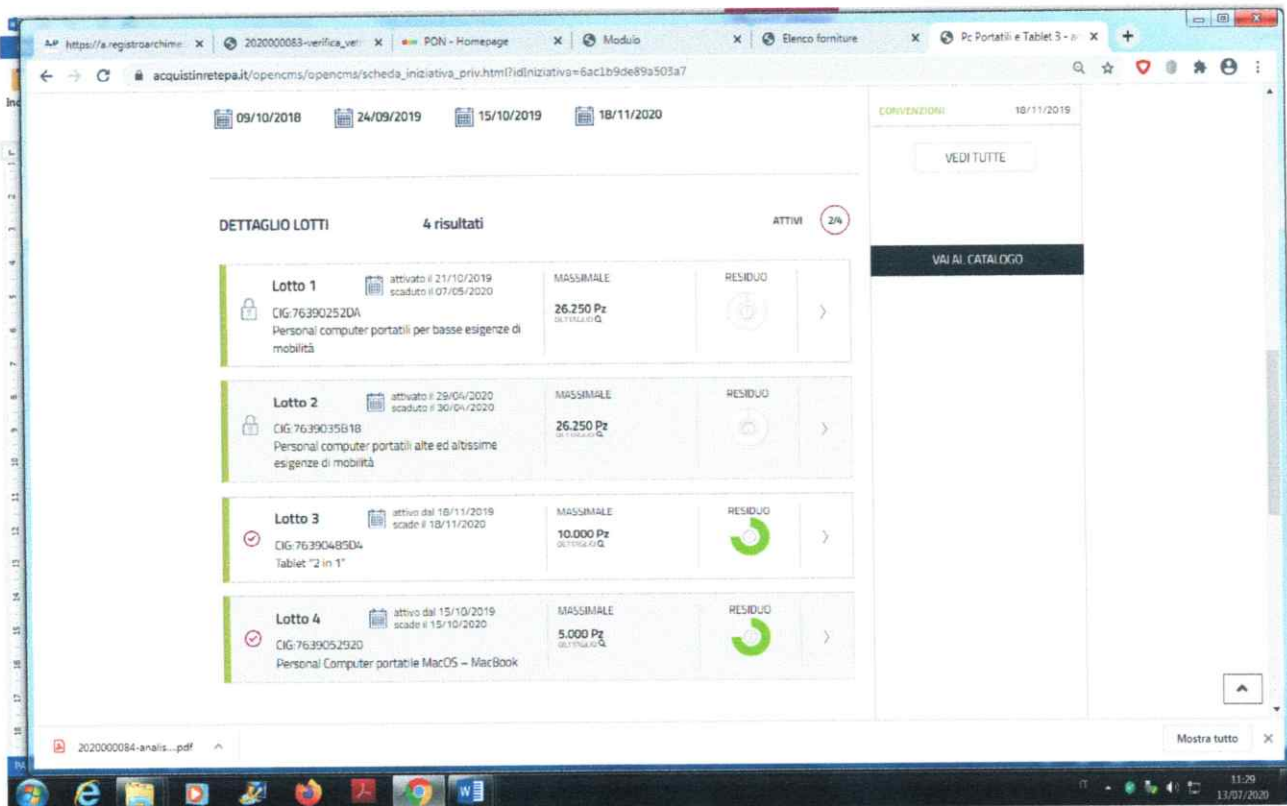 https://a.registroarchime
2020000083-verifica_ver
PON - Homepage
Modulo
Elenco forniture
Pc Portatili e Tablet 3 - a
acquistinretepa.it/opencms/opencms/scheda_iniziativa_priv.html?idIniziativa=6ac1b9de89a503a7
09/10/2018 24/09/2019 15/10/2019 18/11/2020
CONVENZIONI 18/11/2019
VEDI TUTTE
VAI AL CATALOGO
DETTAGLIO LOTTI 4 risultati ATTIVI 2/4
Lotto 1 attivato il 21/10/2019 MASSIMALE RESIDUO
scaduto il 07/05/2020
CIG:76390252DA 26.250 Pz
DETTAGLIO
Personal computer portatili per basse esigenze di
mobilità
Lotto 2 attivato il 29/04/2020 MASSIMALE RESIDUO
scaduto il 30/04/2020
CIG:7639035B18 26.250 Pz
DETTAGLIO
Personal computer portatili alte ed altissime
esigenze di mobilità
Lotto 3 attivo dal 18/11/2019 MASSIMALE RESIDUO
scade il 18/11/2020
CIG:76390485D4 10.000 Pz
DETTAGLIO
Tablet "2 in 1"
Lotto 4 attivo dal 15/10/2019 MASSIMALE RESIDUO
scade il 15/10/2020
CIG:7639052920 5.000 Pz
DETTAGLIO
Personal Computer portatile MacOS – MacBook
2020000084-analis....pdf
Mostra tutto
IT
11:29
13/07/2020